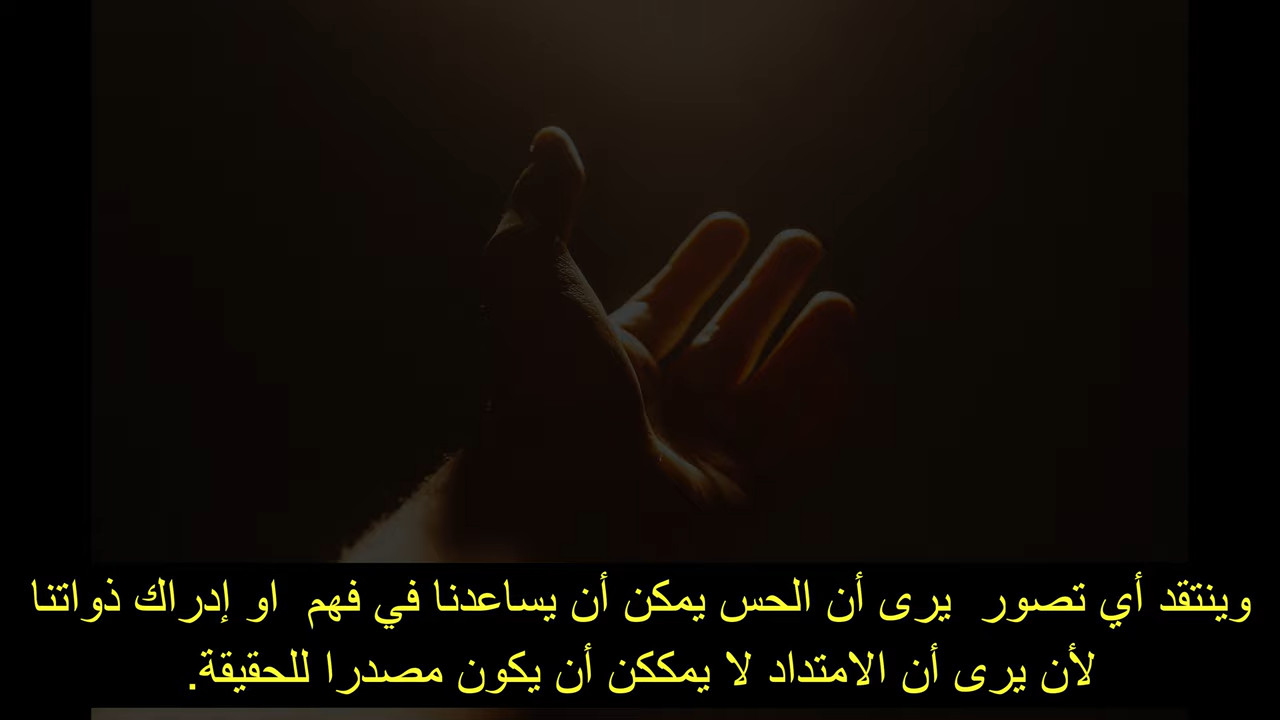 وينتقد أي تصور يرى أن الحس يمكن أن يساعدنا في فهم او إدراك ذواتنا
لأن يرى أن الامتداد لا يمككن أن يكون مصدرا للحقيقة.